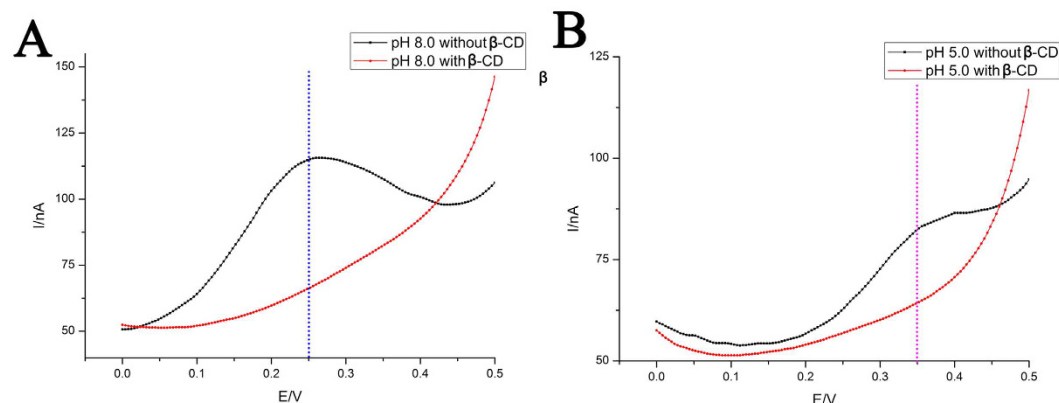 A
pH 8.0 without β-CD
pH 8.0 with β-CD
150
125
100
75
50
I/nA
0.0 0.1 0.2 0.3 0.4 0.5
E/V
β
B
pH 5.0 without β-CD
pH 5.0 with β-CD
125
100
75
50
I/nA
0.0 0.1 0.2 0.3 0.4 0.5
E/V